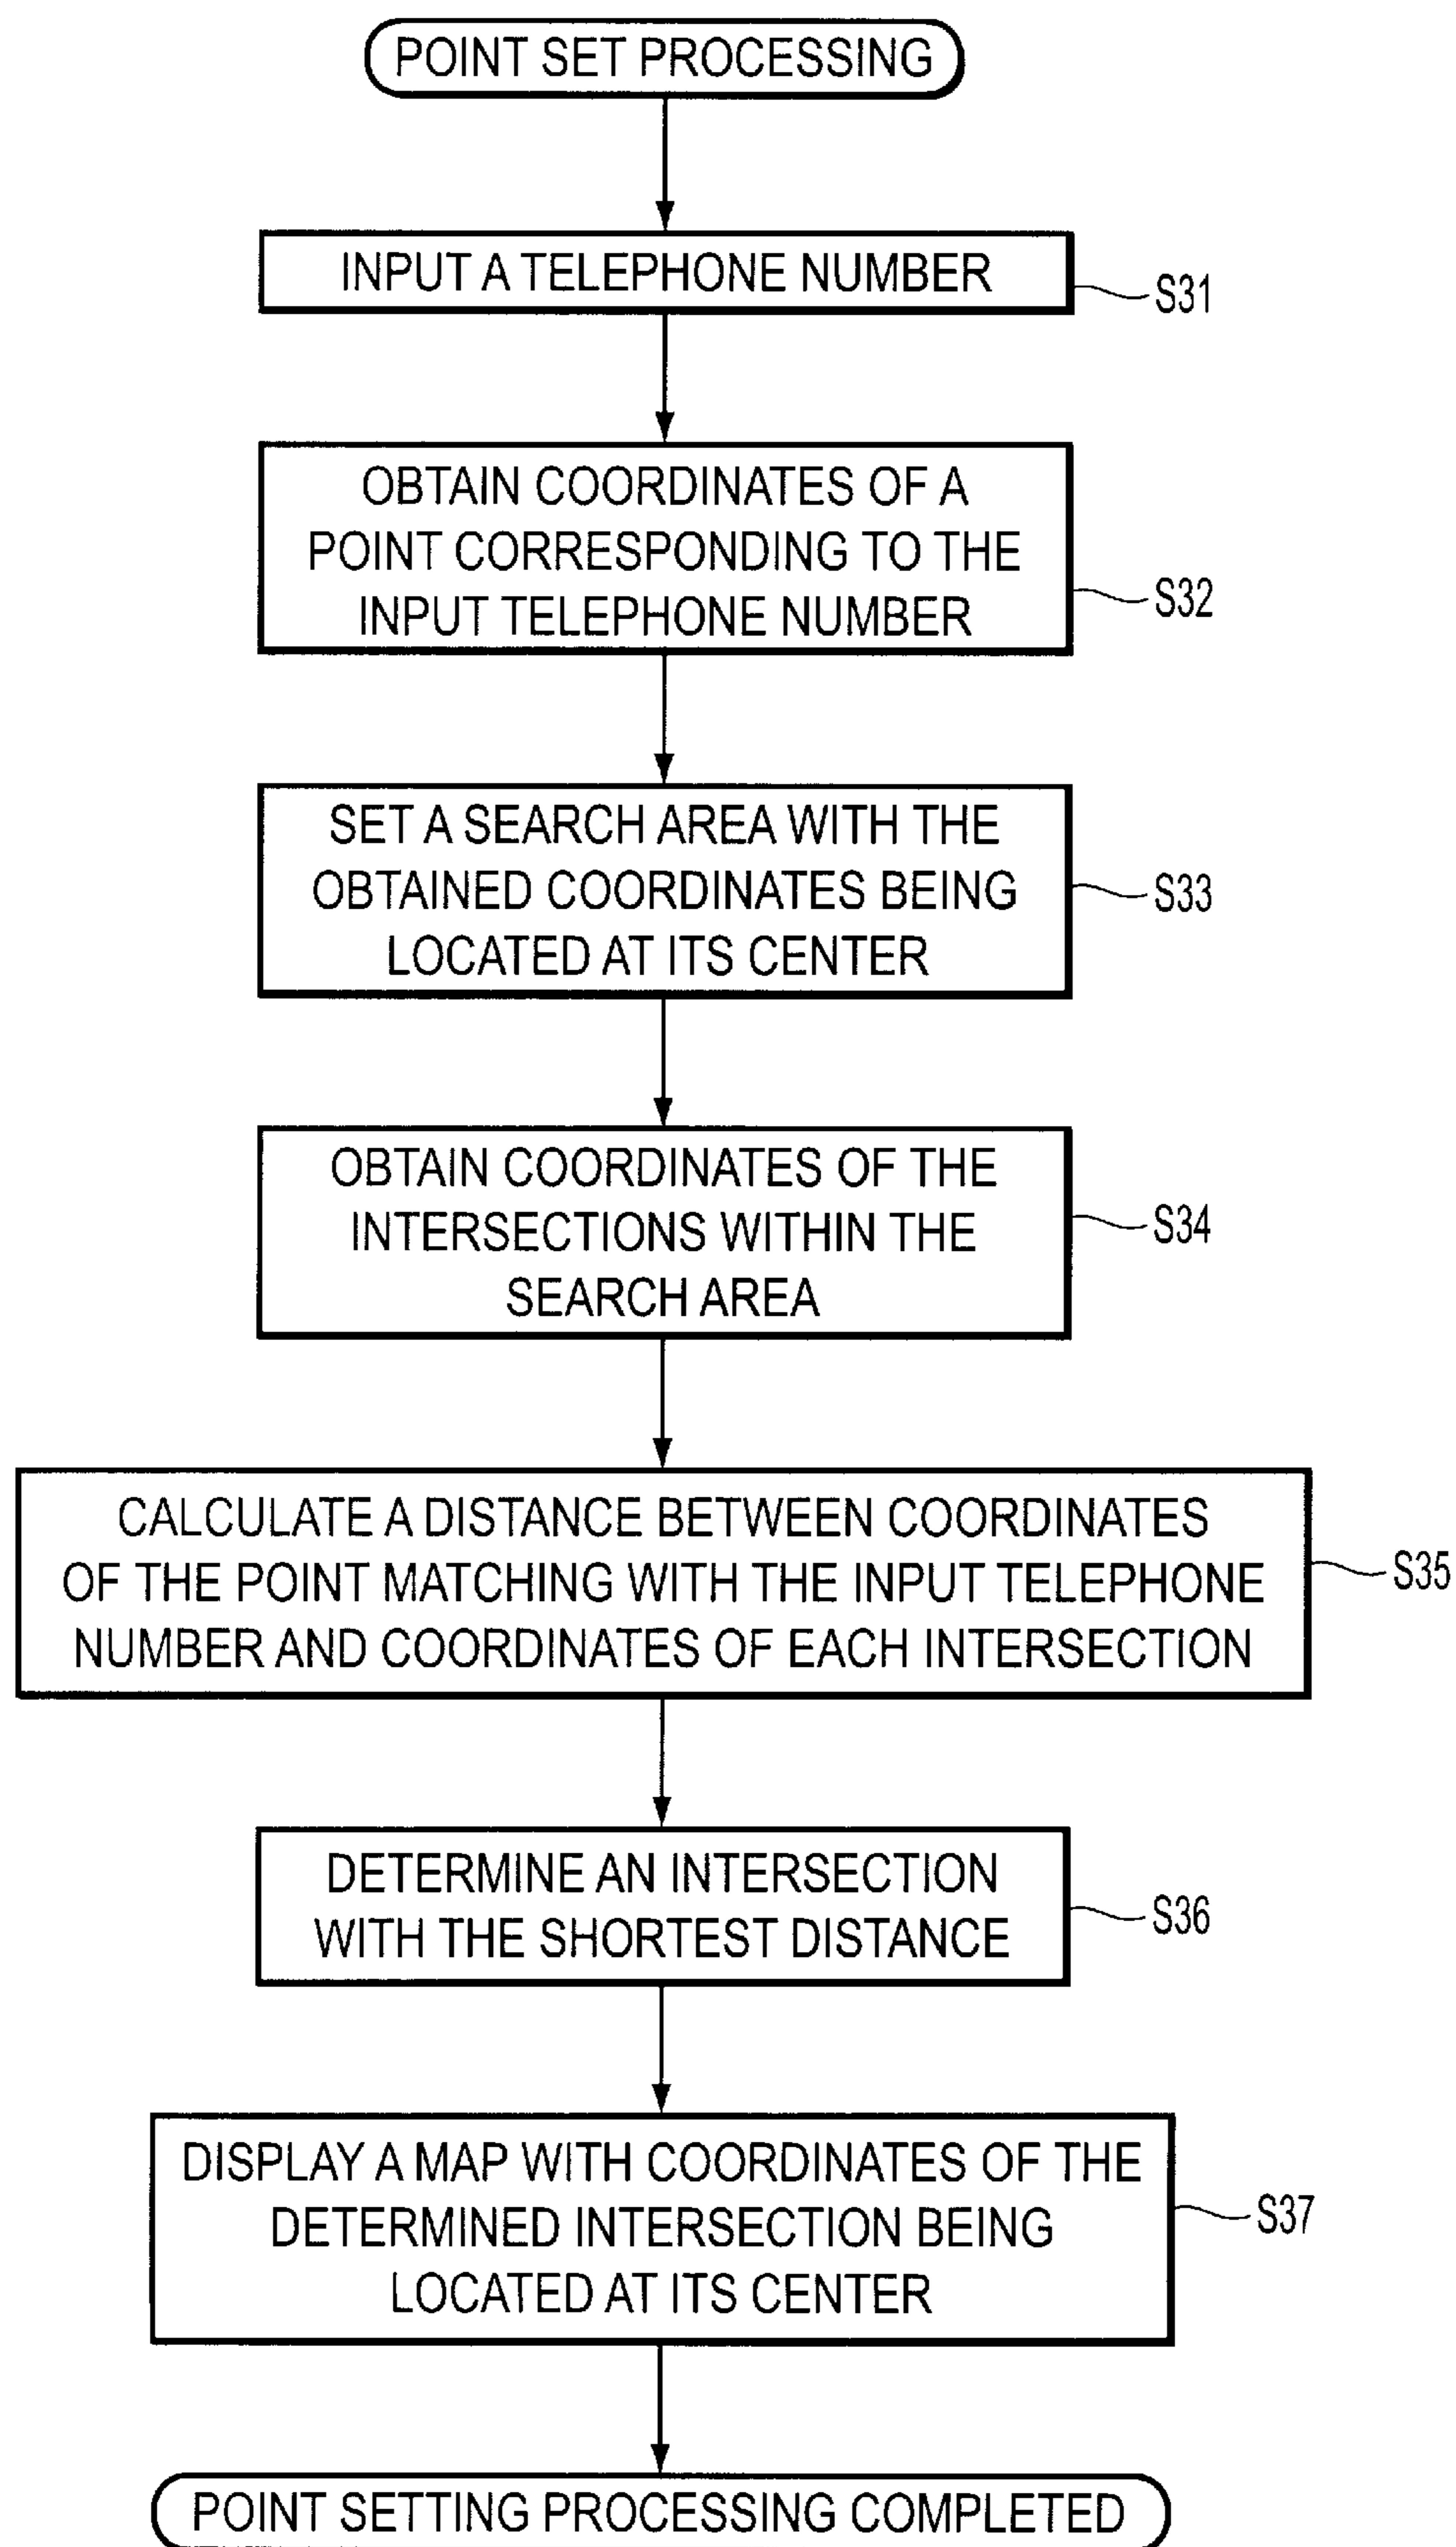 POINT SET PROCESSING
INPUT A TELEPHONE NUMBER
S31
OBTAIN COORDINATES OF A
POINT CORRESPONDING TO THE
INPUT TELEPHONE NUMBER
S32
SET A SEARCH AREA WITH THE
OBTAINED COORDINATES BEING
LOCATED AT ITS CENTER
S33
OBTAIN COORDINATES OF THE
INTERSECTIONS WITHIN THE
SEARCH AREA
S34
CALCULATE A DISTANCE BETWEEN COORDINATES
OF THE POINT MATCHING WITH THE INPUT TELEPHONE
NUMBER AND COORDINATES OF EACH INTERSECTION
S35
DETERMINE AN INTERSECTION
WITH THE SHORTEST DISTANCE
S36
DISPLAY A MAP WITH COORDINATES OF THE
DETERMINED INTERSECTION BEING
LOCATED AT ITS CENTER
S37
POINT SETTING PROCESSING COMPLETED